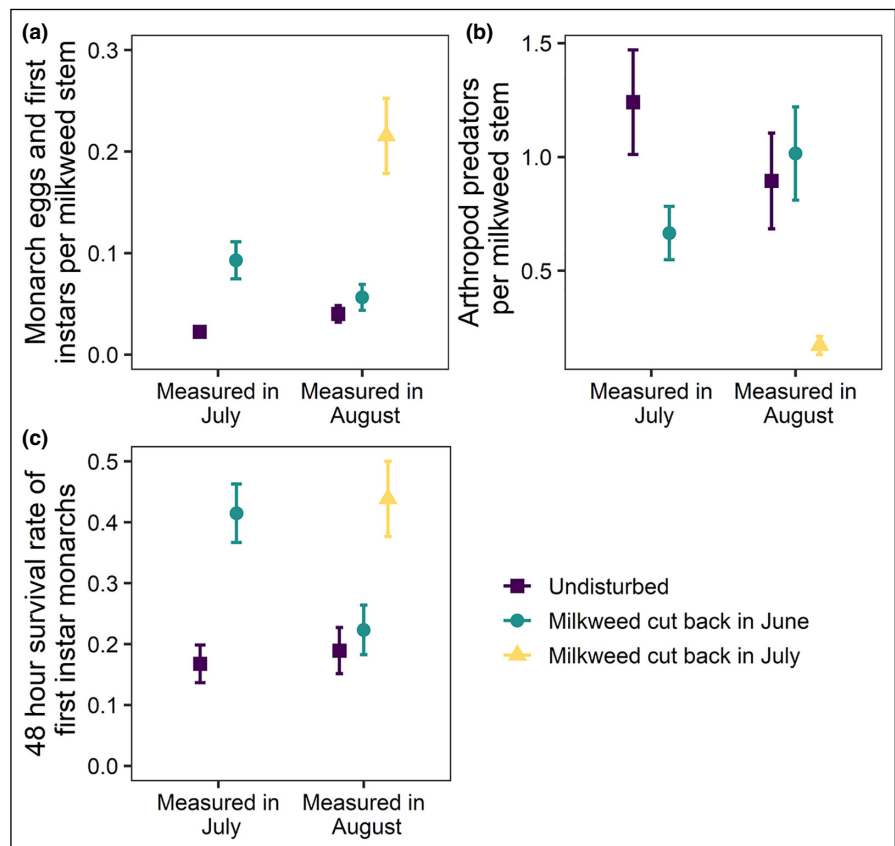 (a)
Monarch eggs and first
instars per milkweed stem
0.3
0.2
0.1
0.0
Measured in
July
Measured in
August
(b)
Arthropod predators
per milkweed stem
1.5
1.0
0.5
Measured in
July
Measured in
August
(c)
48 hour survival rate of
first instar monarchs
0.5
0.4
0.3
0.2
0.1
0.0
Measured in
July
Measured in
August
Undisturbed
Milkweed cut back in June
Milkweed cut back in July